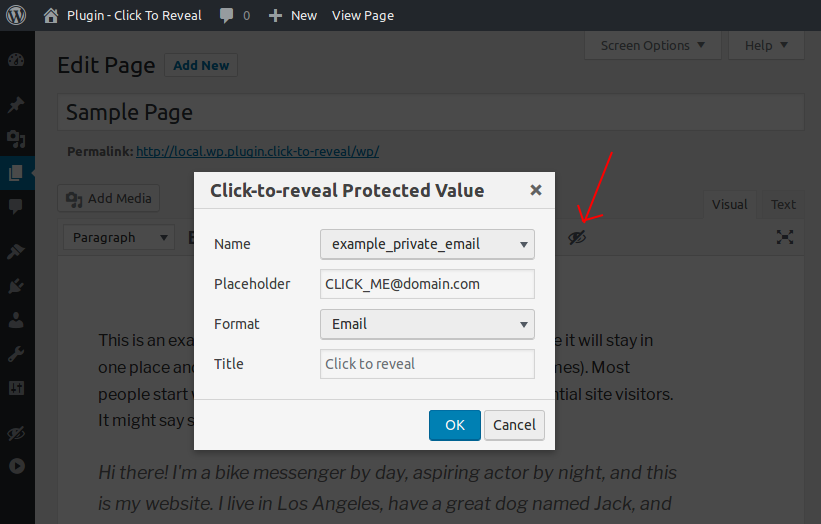 Plugin - Click To Reveal 0 New View Page
Screen Options Help
Edit Page Add New
Sample Page
Permalink: http://local.wp.plugin.click-to-reveal/wp/
Add Media Visual Text
Click-to-reveal Protected Value
Paragraph B
Name example_private_email
Placeholder CLICK_ME@domain.com
Format Email
Title Click to reveal
OK Cancel
This is an exa e it will stay in
one place and mes). Most
people start ntial site visitors.
It might say s
Hi there! I'm a bike messenger by day, aspiring actor by night, and this
is my website. I live in Los Angeles, have a great dog named Jack, and